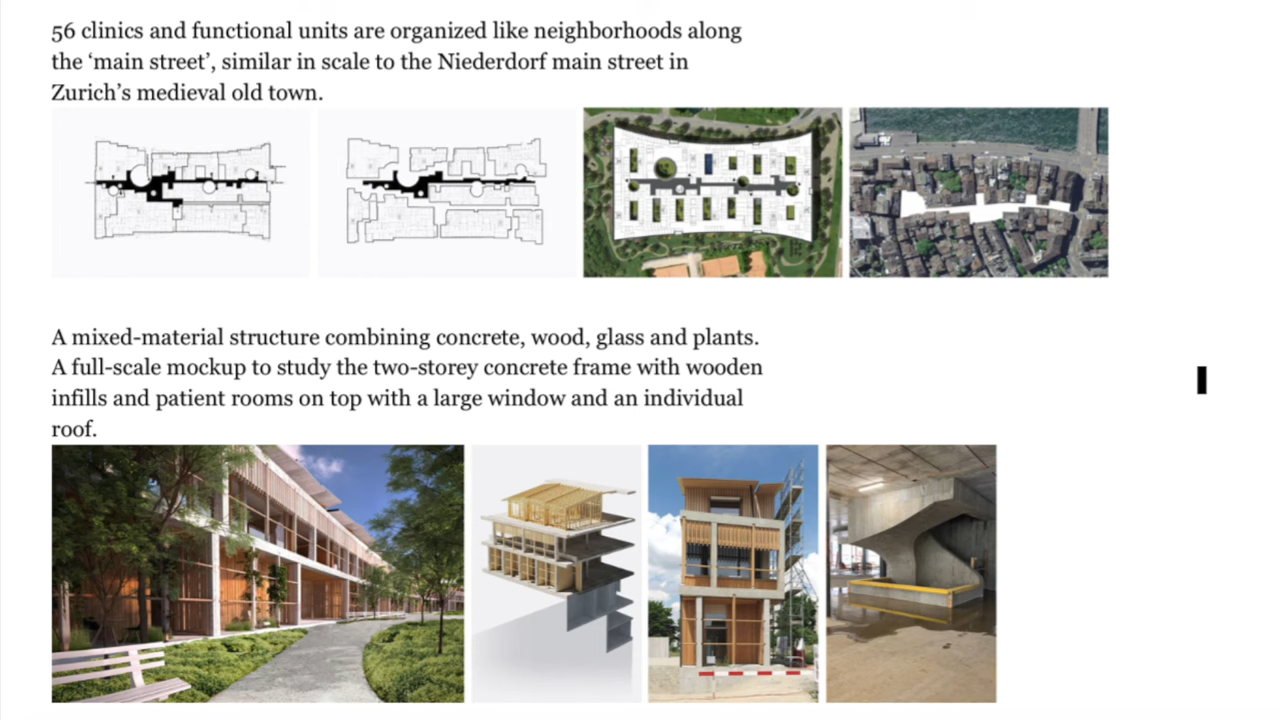 56 clinics and functional units are organized like neighborhoods along
the ‘main street’, similar in scale to the Niederdorf main street in
Zurich’s medieval old town.
A mixed-material structure combining concrete, wood, glass and plants.
A full-scale mockup to study the two-storey concrete frame with wooden
infills and patient rooms on top with a large window and an individual
roof.